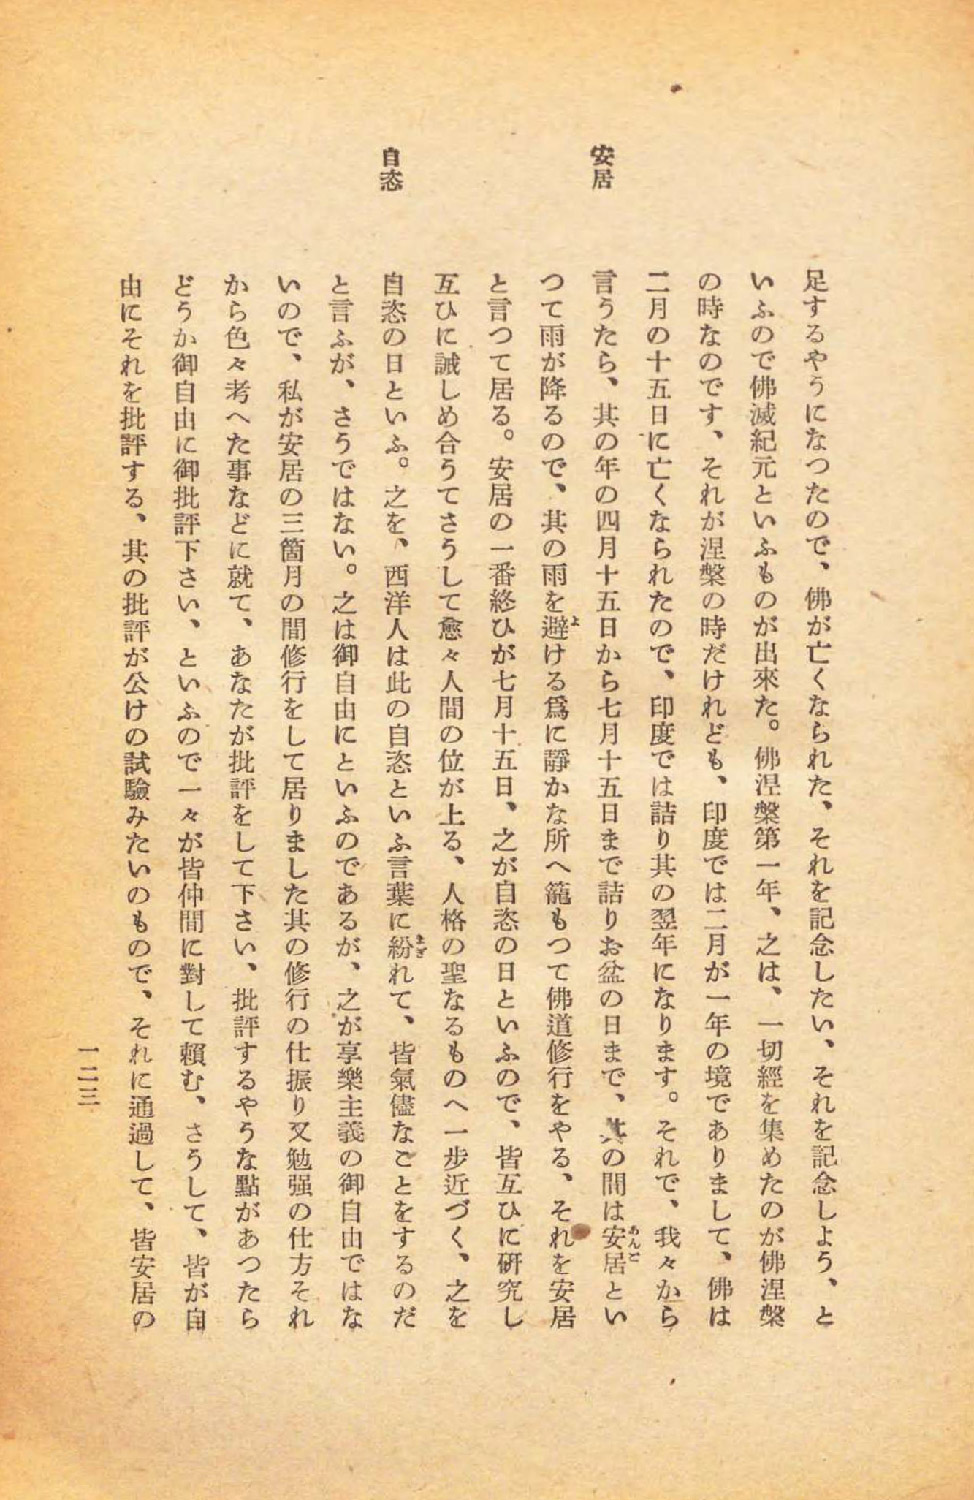 足するやうになつたので、佛が亡くなられた、それを記念したい、それを記念しよう、と
いふので佛滅紀元といふものが出來た。佛涅槃第一年、之は、一切經を集めたのが佛涅槃
の時なのです、それが涅槃の時だけれども、印度では二月が一年の境でありまして、佛は
二月の十五日に亡くなられたので、印度では詰り其の翌年になります。それで、我々から
安居
言うたら、其の年の四月十五日から七月十五日まで詰りお盆の日まで、其の間は安居とい
あんご
つて雨が降るので、其の雨を避ける爲に靜かな所へ籠もつて佛道修行をやる、それを安居
よ
と言つて居る。安居の一番終ひが七月十五日、之が自恣の日といふので、皆互ひに硏究し
互ひに誡しめ合うてさうして愈々人間の位が上る、人格の聖なるものへ一步近づく、之を
自恣
自恣の日といふ。之を、西洋人は此の自恣といふ言葉に紛れて、皆氣儘なことをするのだ
まぎ
と言ふが、さうではない。之は御自由にといふのであるが、之が享樂主義の御自由ではな
いので、私が安居の三箇月の間修行をして居りました其の修行の仕振り又勉强の仕方それ
から色々考へた事などに就て、あなたが批評をして下さい、批評するやうな點があつたら
どうか御自由に御批評下さい、といふので一々が皆仲間に對して賴む、さうして、皆が自
由にそれを批評する、其の批評が公けの試驗みたいのもので、それに通過して、皆安居の
一二三